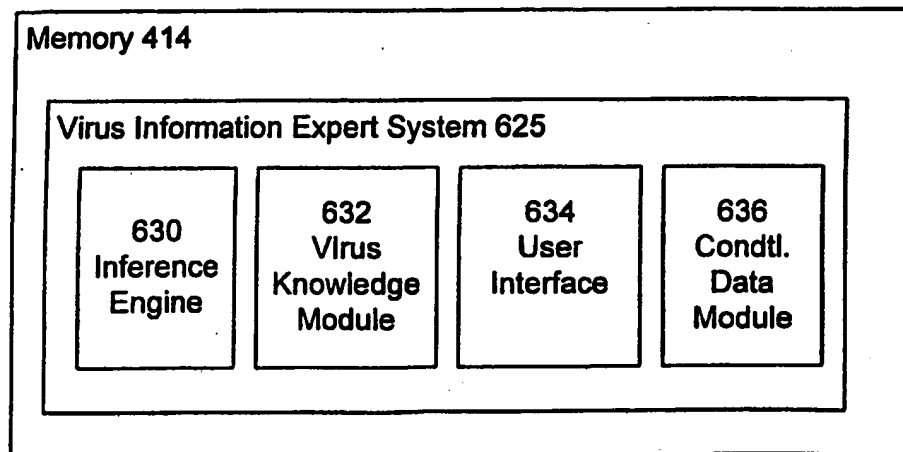 Memory 414
Virus Information Expert System 625
630
Inference
Engine
632
Virus
Knowledge
Module
634
User
Interface
636
Condtl.
Data
Module